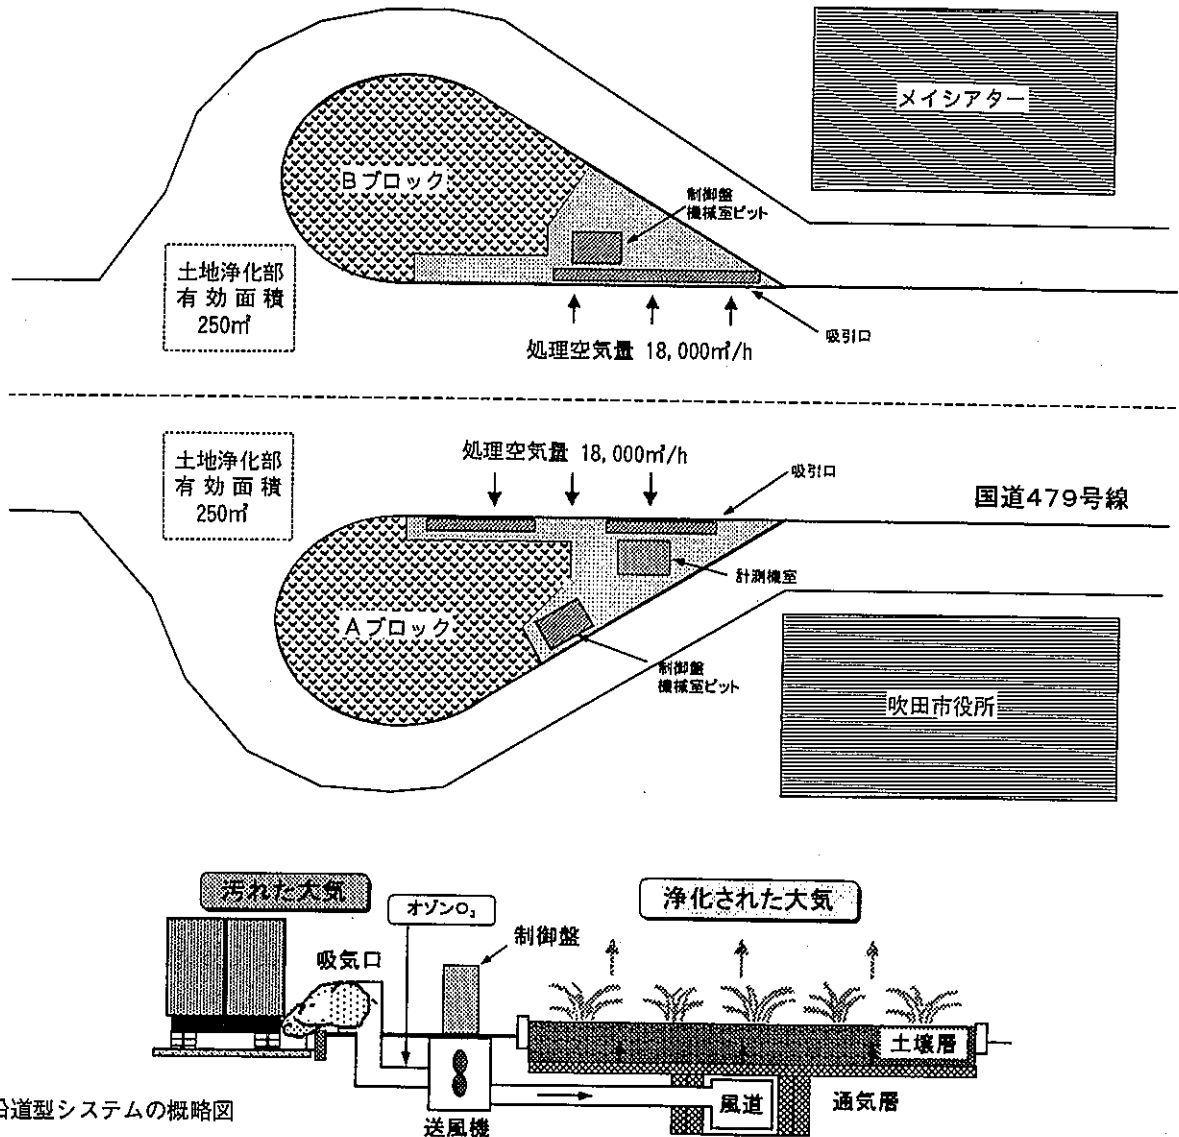 メイシアター
Bブロック
制御盤
機械室ピット
土地浄化部
有効面積
250㎡
吸引口
処理空気量 18,000㎥/h
土地浄化部
有効面積
250㎡
処理空気量 18,000㎥/h
吸引口
国道479号線
計測機室
Aブロック
制御盤
機械室ピット
吹田市役所
汚れた大気
オゾンO₃
浄化された大気
制御盤
吸気口
土壌層
風道
通気層
沿道型システムの概略図
送風機